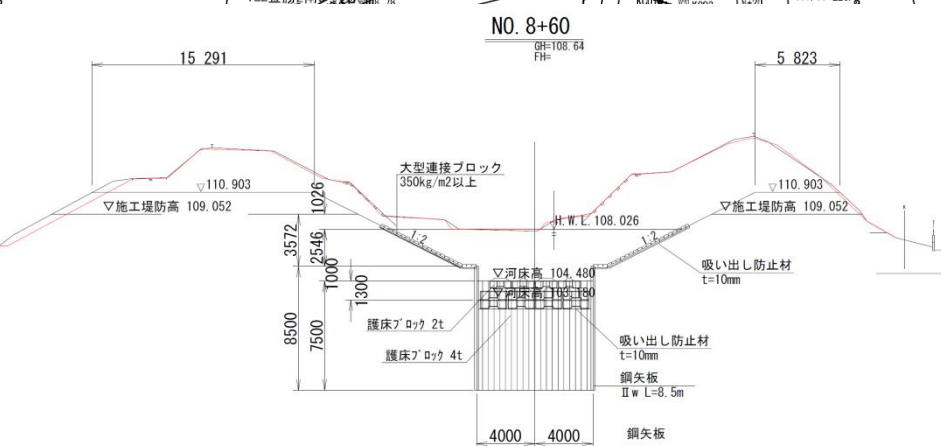 NO. 8+60
GH=108.64
FH=
15 291
5 823
大型連接ブロック
350kg/m2以上
▽110.903
▽110.903
▽施工堤防高 109.052
▽施工堤防高 109.052
1026
H.W.L.108.026
3572
2546
1:2
1:2
吸い出し防止材
t=10mm
1000
1300
▽河床高 104.480
▽河床高 103.180
護床ブロック 2t
護床ブロック 4t
8500
7500
吸い出し防止材
t=10mm
鋼矢板
Ⅱw L=8.5m
4000
4000
鋼矢板